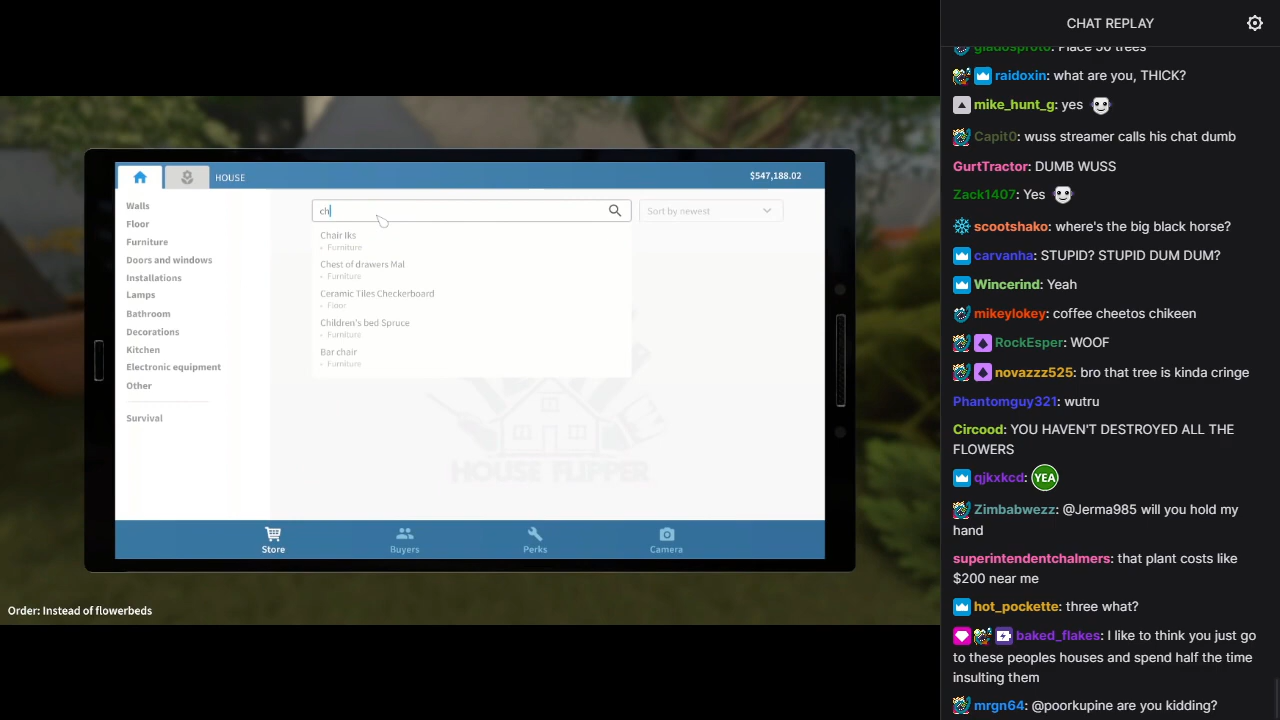 HOUSE
$547,188.02
Walls
Floor
Furniture
Doors and windows
Installations
Lamps
Bathroom
Decorations
Kitchen
Electronic equipment
Other
Survival
ch
Sort by newest
Chair Iks
- Furniture
Chest of drawers Mal
- Furniture
Ceramic Tiles Checkerboard
- Floor
Children's bed Spruce
- Furniture
Bar chair
- Furniture
HOUSE FLIPPER
Store
Buyers
Perks
Camera
Order: Instead of flowerbeds
CHAT REPLAY
gladosproto: Place 50 trees
raidoxin: what are you, THICK?
mike_hunt_g: yes
Capit0: wuss streamer calls his chat dumb
GurtTractor: DUMB WUSS
Zack1407: Yes
scootshako: where's the big black horse?
carvanha: STUPID? STUPID DUM DUM?
Wincerind: Yeah
mikeylokey: coffee cheetos chikeen
RockEsper: WOOF
novazzz525: bro that tree is kinda cringe
Phantomguy321: wutru
Circood: YOU HAVEN'T DESTROYED ALL THE
FLOWERS
qjkxkcd: YEA
Zimbabwezz: @Jerma985 will you hold my
hand
superintendentchalmers: that plant costs like
$200 near me
hot_pockette: three what?
baked_flakes: I like to think you just go
to these peoples houses and spend half the time
insulting them
mrgn64: @poorkupine are you kidding?